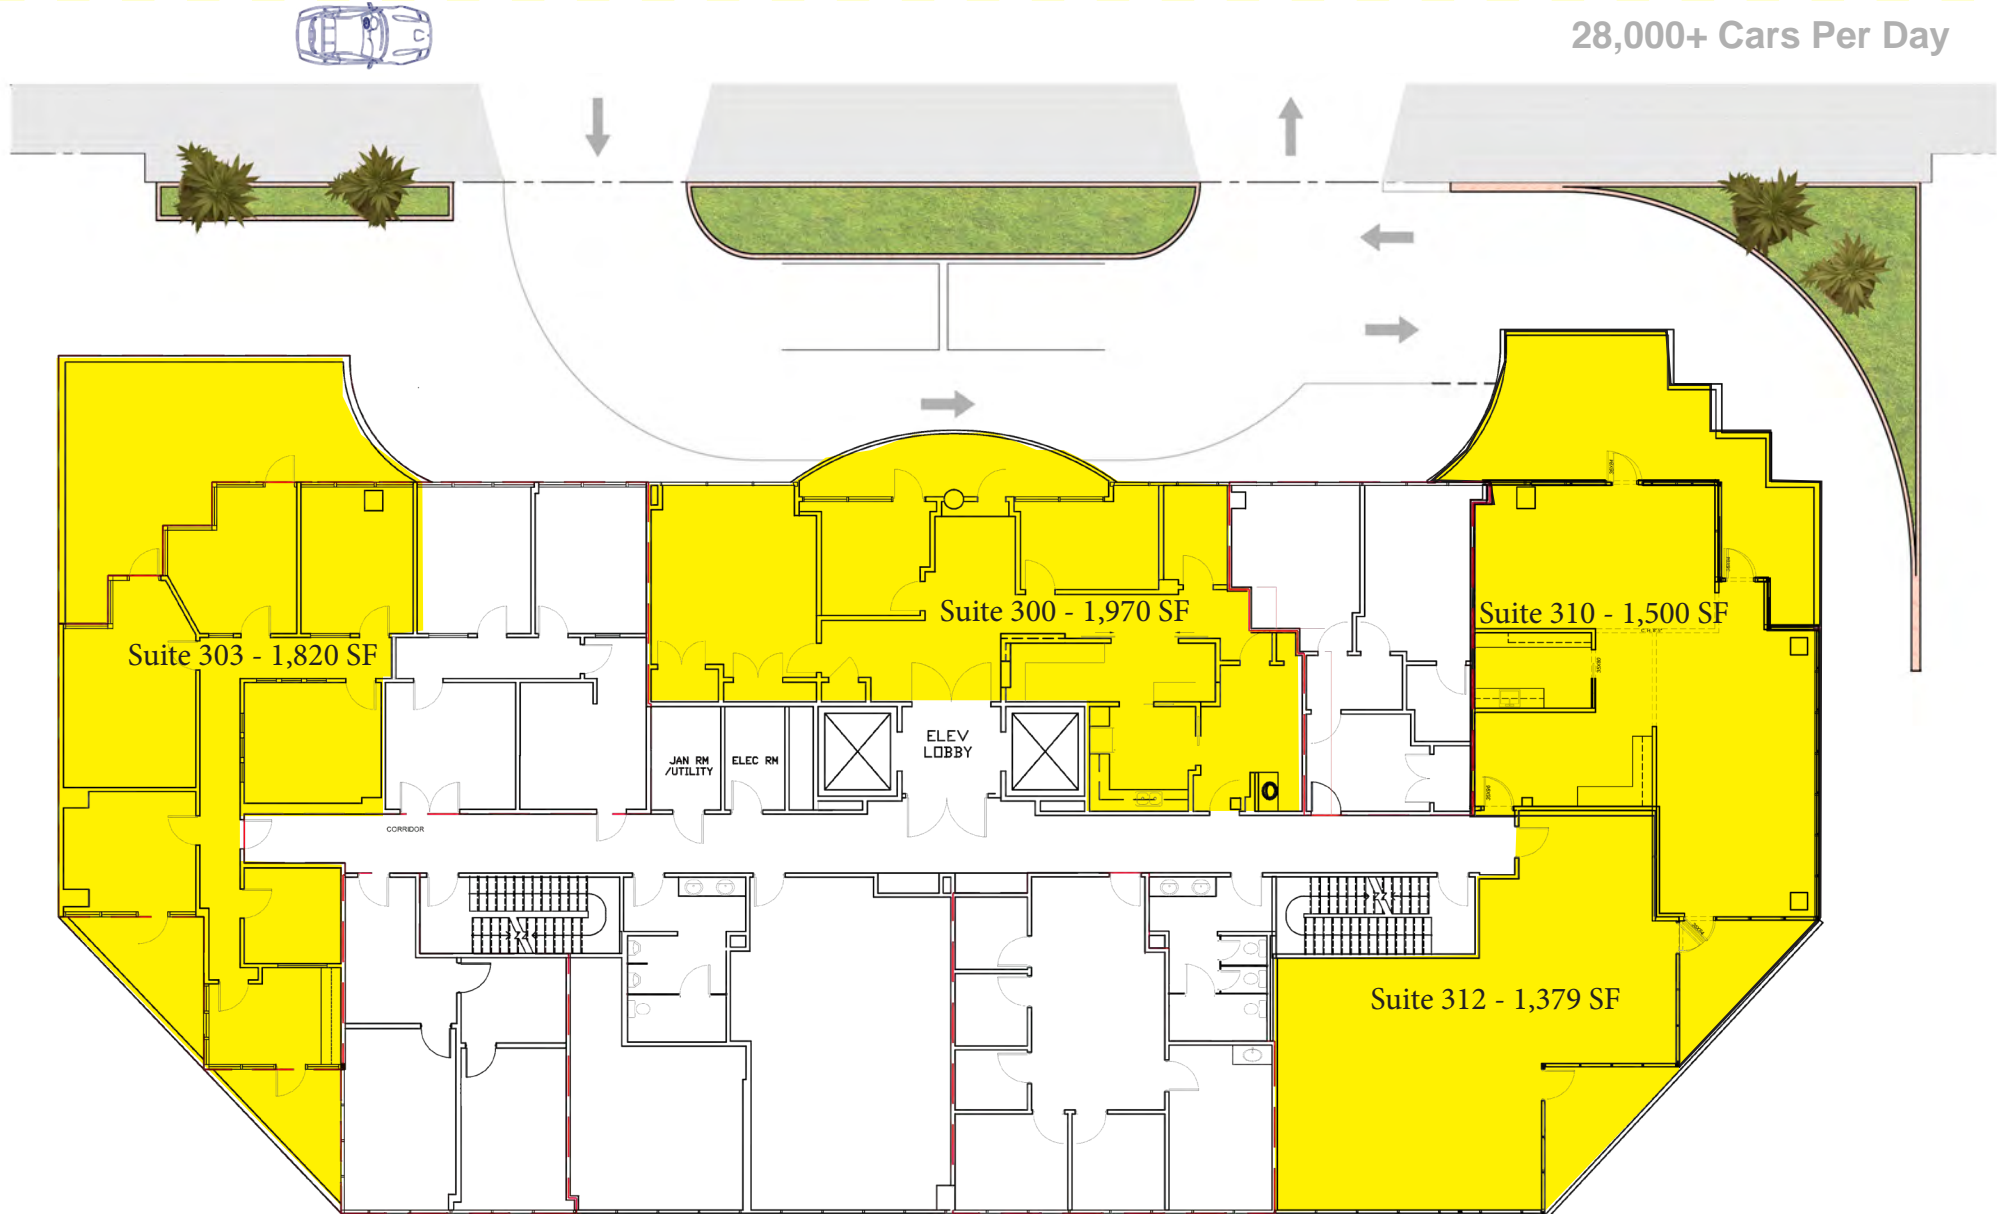 28,000+ Cars Per Day
Suite 300 - 1,970 SF
Suite 310 - 1,500 SF
Suite 303 - 1,820 SF
ELEV
LOBBY
JAN RM
/UTILITY
ELEC RM
CORRIDOR
Suite 312 - 1,379 SF